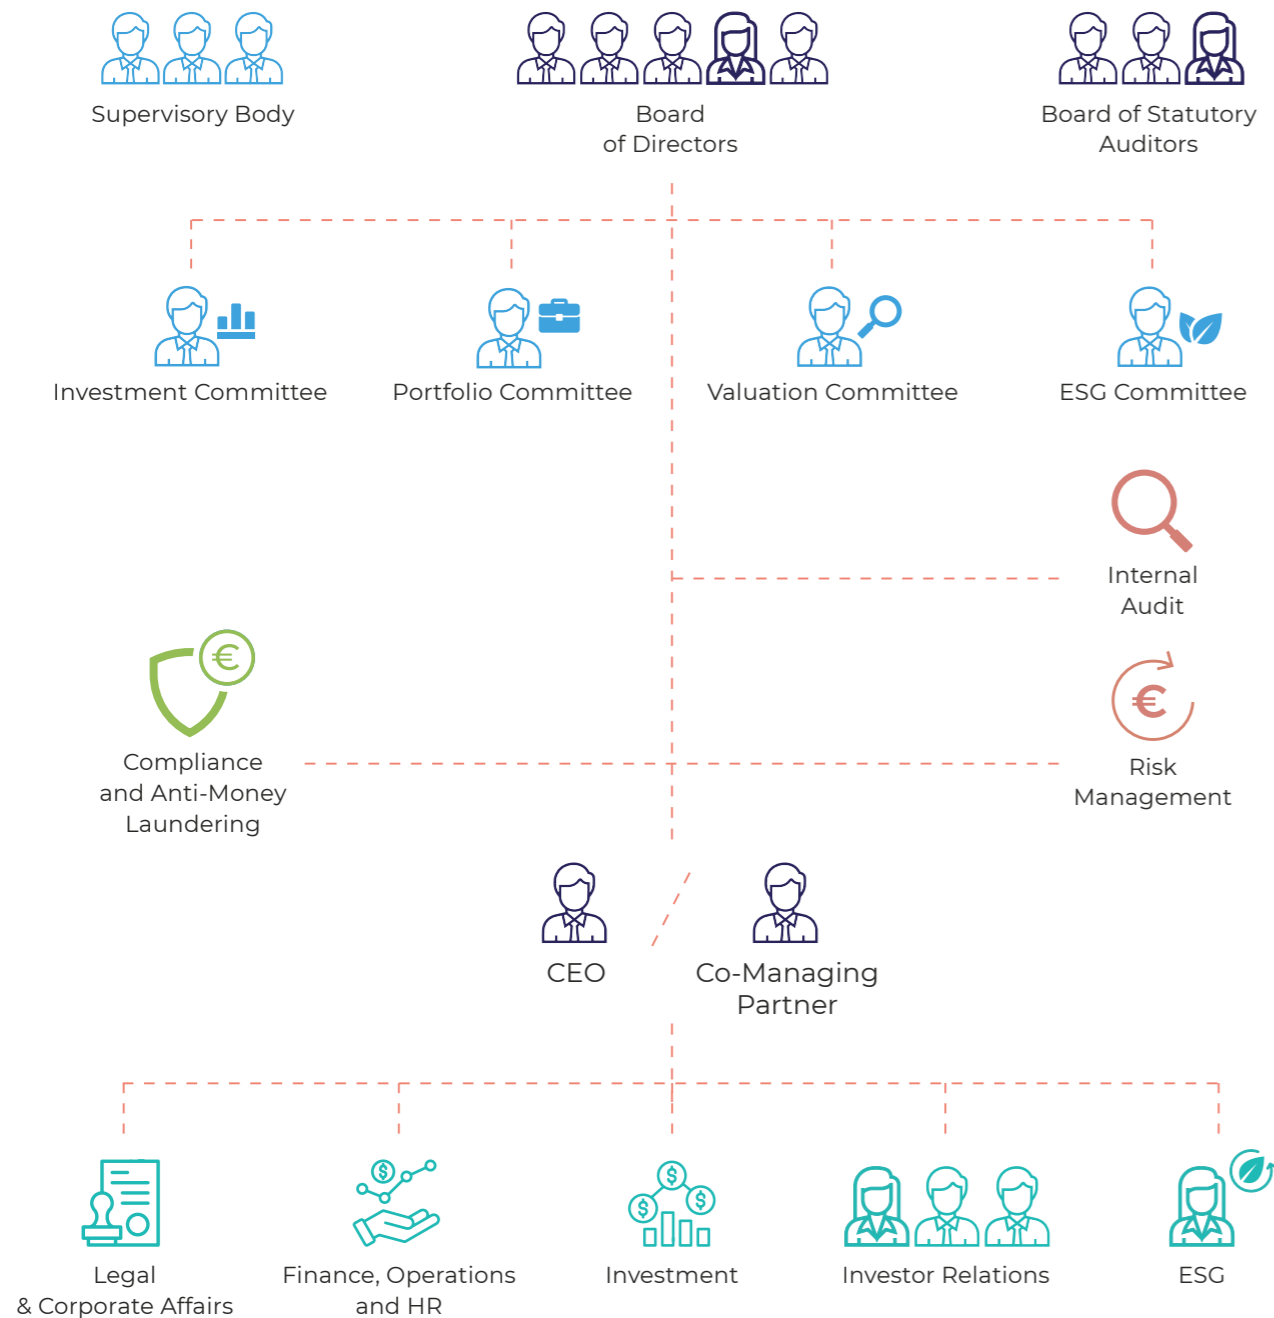 Supervisory Body
Board
of Directors
Board of Statutory
Auditors
Investment Committee
Portfolio Committee
Valuation Committee
ESG Committee
Internal
Audit
€
Compliance
and Anti-Money
Laundering
€
Risk
Management
CEO
Co-Managing
Partner
$
$
$
$
Legal
& Corporate Affairs
Finance, Operations
and HR
Investment
Investor Relations
ESG